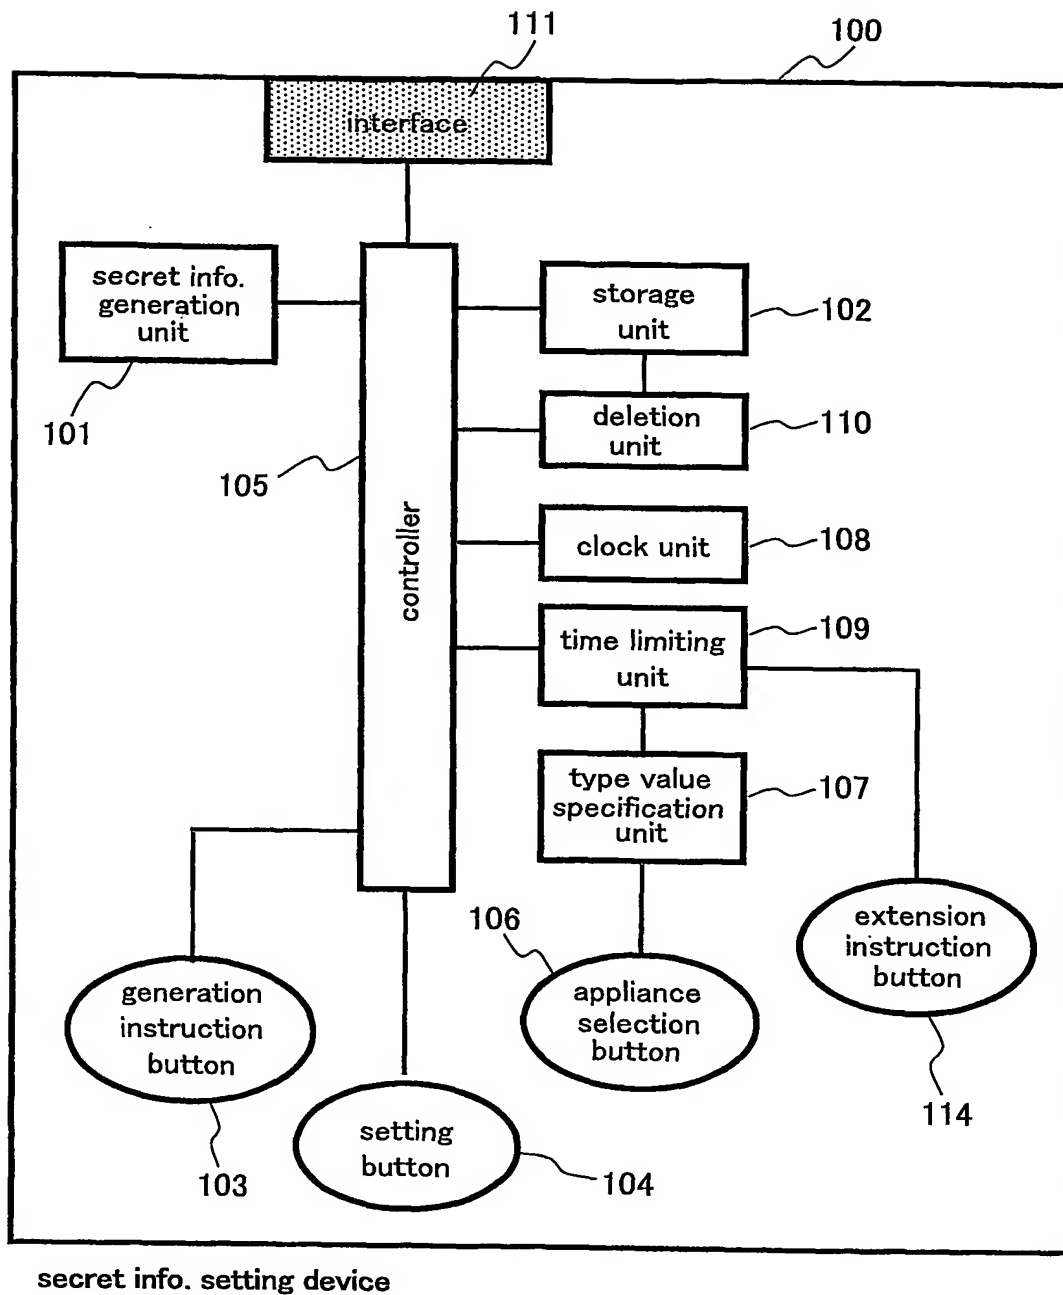 111
100
interface
secret info.
generation
unit
101
storage
unit
102
deletion
unit
110
105
controller
clock unit
108
time limiting
unit
109
type value
specification
unit
107
106
extension
instruction
button
114
generation
instruction
button
103
appliance
selection
button
setting
button
104
secret info. setting device